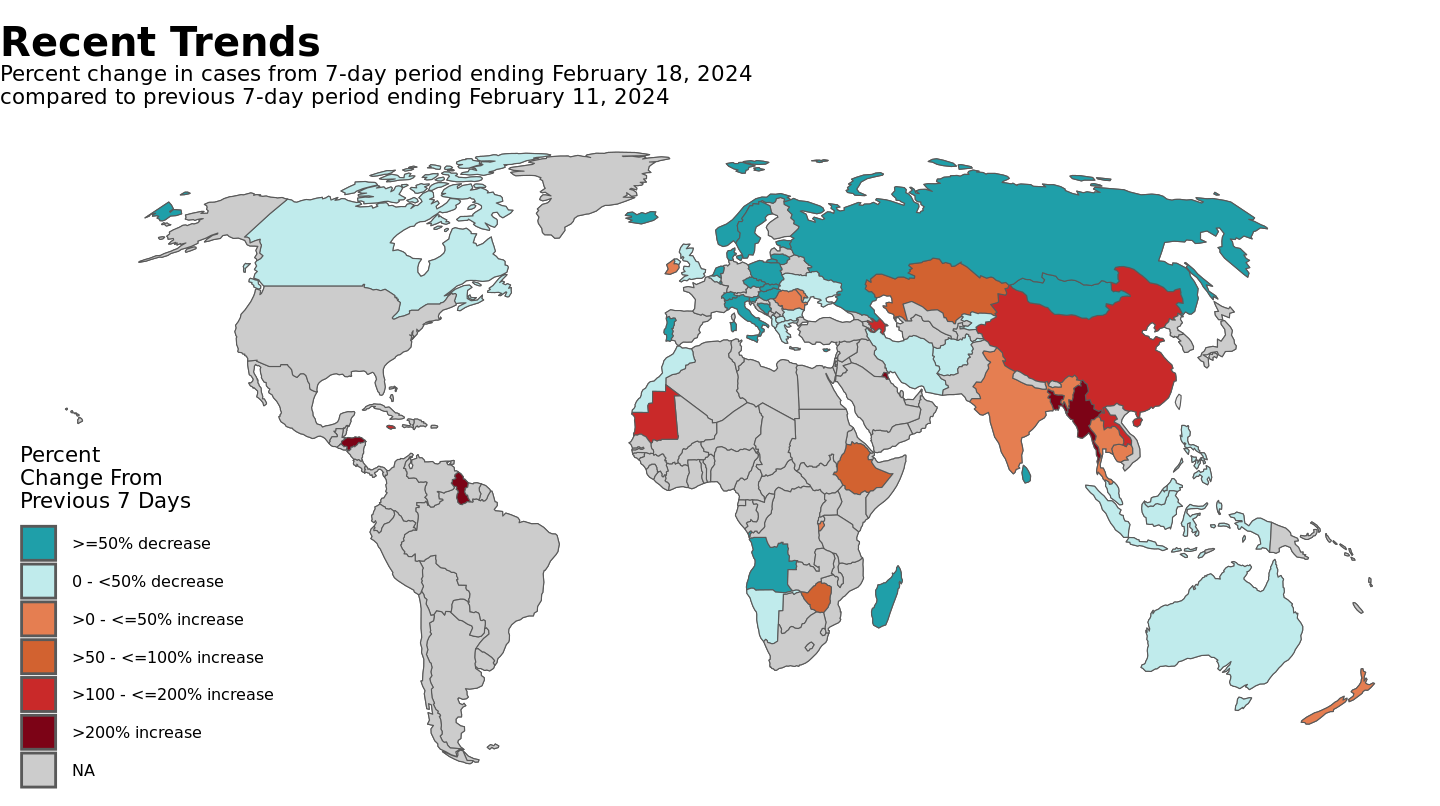 Recent Trends
Percent change in cases from 7-day period ending February 18, 2024
compared to previous 7-day period ending February 11, 2024
Percent
Change From
Previous 7 Days
>=50% decrease
0 - <50% decrease
>0 - <=50% increase
>50 - <=100% increase
>100 - <=200% increase
>200% increase
NA